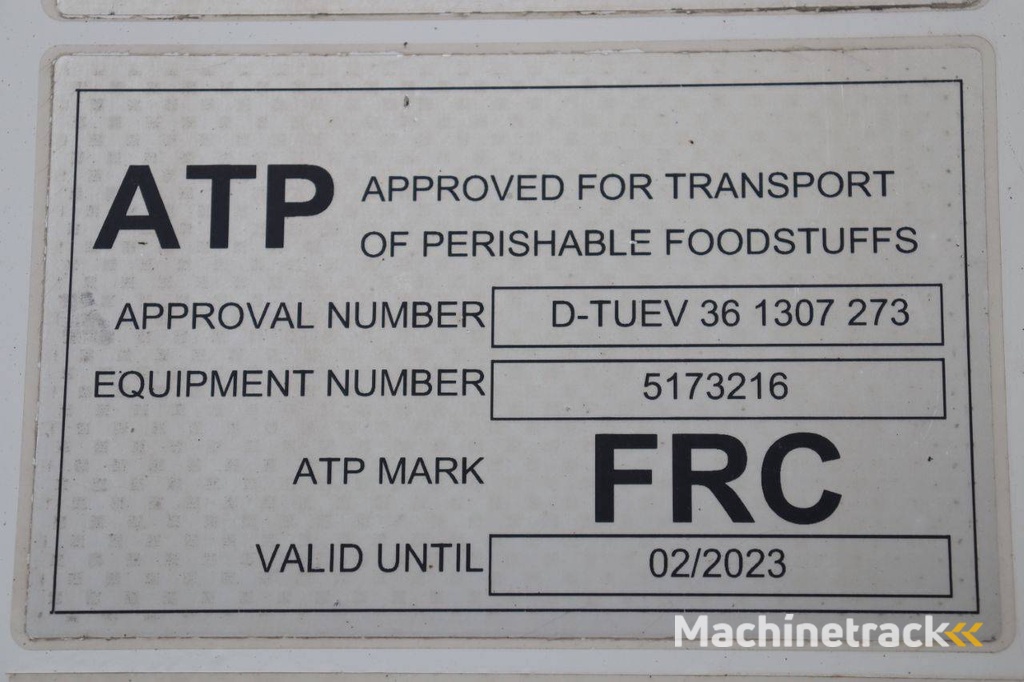 ATP APPROVED FOR TRANSPORT
OF PERISHABLE FOODSTUFFS
APPROVAL NUMBER D-TUEV 36 1307 273
EQUIPMENT NUMBER 5173216
ATP MARK FRC
VALID UNTIL 02/2023
Machinetrack